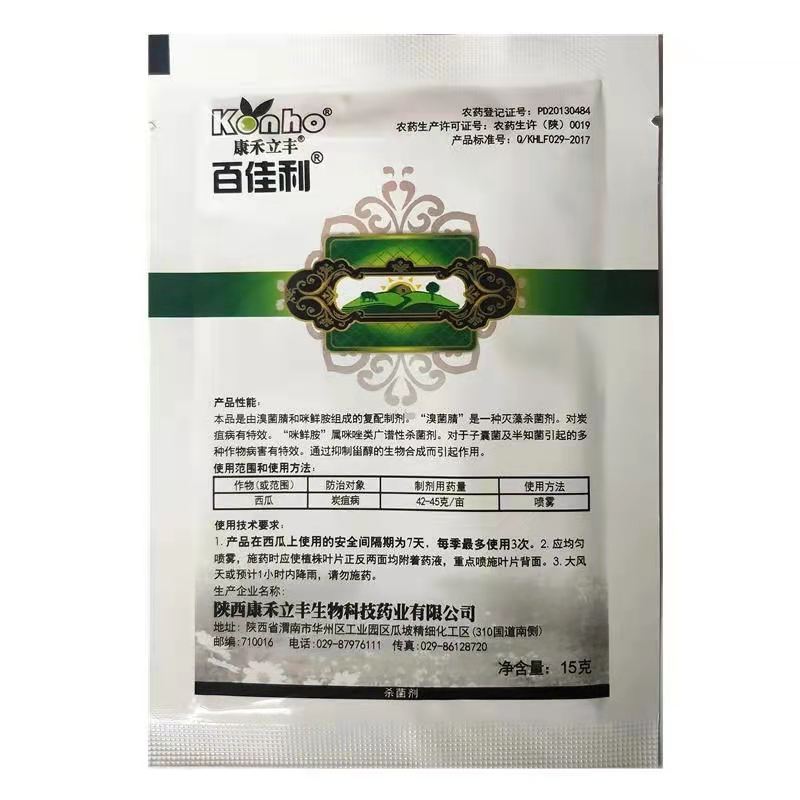 Konho®
康禾立丰®
百佳利®
农药登记证号：PD20130484
农药生产许可证号：农药生许（陕）0019
产品标准号：Q/KHLF029-2017
产品性能：
本品是由溴菌腈和咪鲜胺组成的复配制剂。“溴菌腈”是一种灭藻杀菌剂。对炭
疽病有特效。“咪鲜胺”属咪唑类广谱性杀菌剂。对于子囊菌及半知菌引起的多
种作物病害有特效。通过抑制甾醇的生物合成而引起作用。
使用范围和使用方法：
作物(或范围) 防治对象 制剂用药量 使用方法
西瓜 炭疽病 42-45克/亩 喷雾
使用技术要求：
1.产品在西瓜上使用的安全间隔期为7天，每季最多使用3次。2.应均匀
喷雾，施药时应使植株叶片正反两面均附着药液，重点喷施叶片背面。3.大风
天或预计1小时内降雨，请勿施药。
生产企业名称：
陕西康禾立丰生物科技药业有限公司
地址：陕西省渭南市华州区工业园区瓜坡精细化工区(310国道南侧)
邮编:710016 电话:029-87976111 传真:029-86128720
净含量：15克
杀菌剂